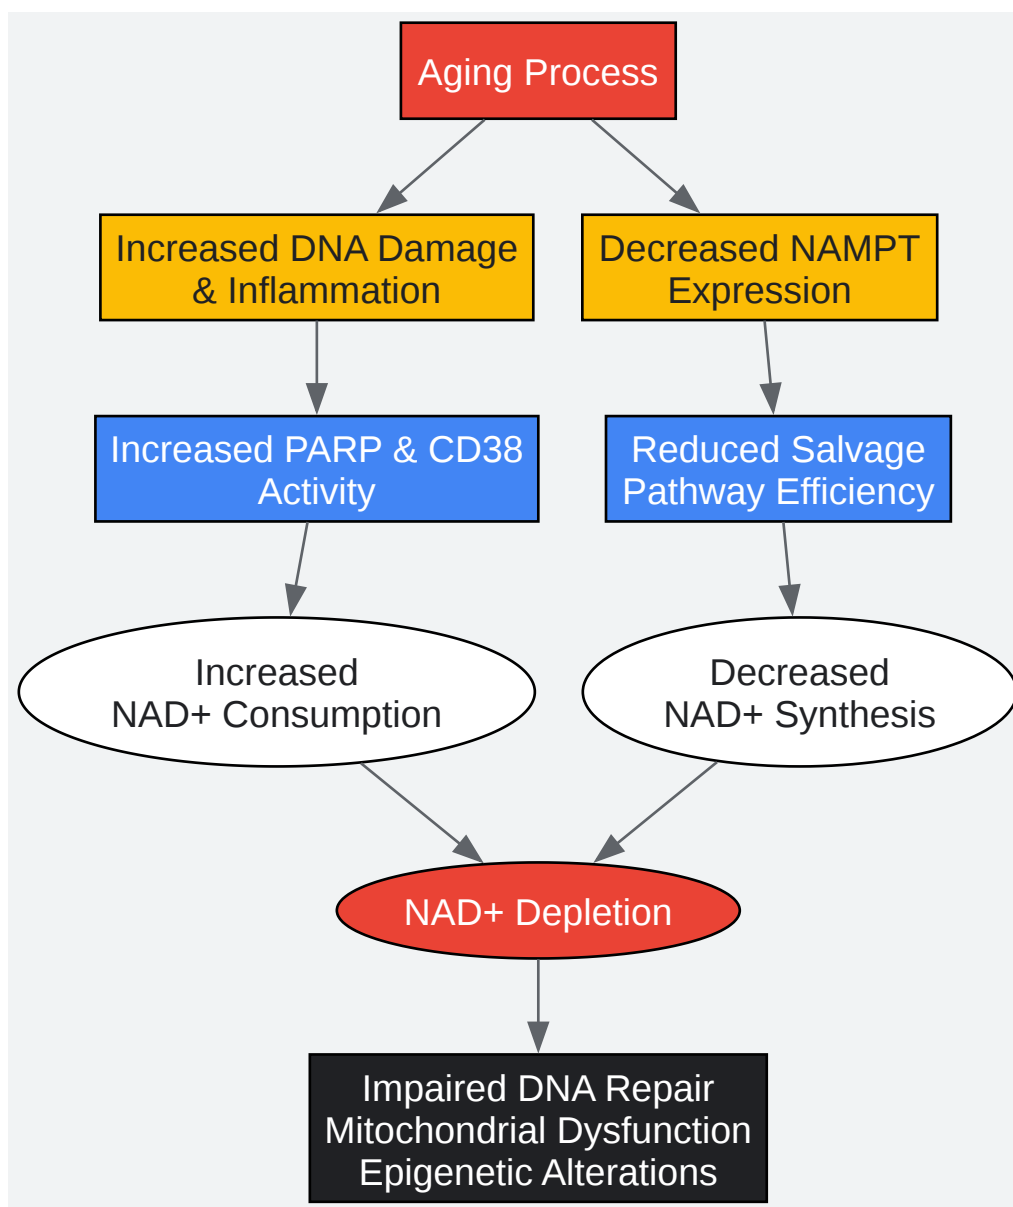 Aging Process
Increased DNA Damage
& Inflammation
Decreased NAMPT
Expression
Increased PARP & CD38
Activity
Reduced Salvage
Pathway Efficiency
Increased
NAD+ Consumption
Decreased
NAD+ Synthesis
NAD+ Depletion
Impaired DNA Repair
Mitochondrial Dysfunction
Epigenetic Alterations